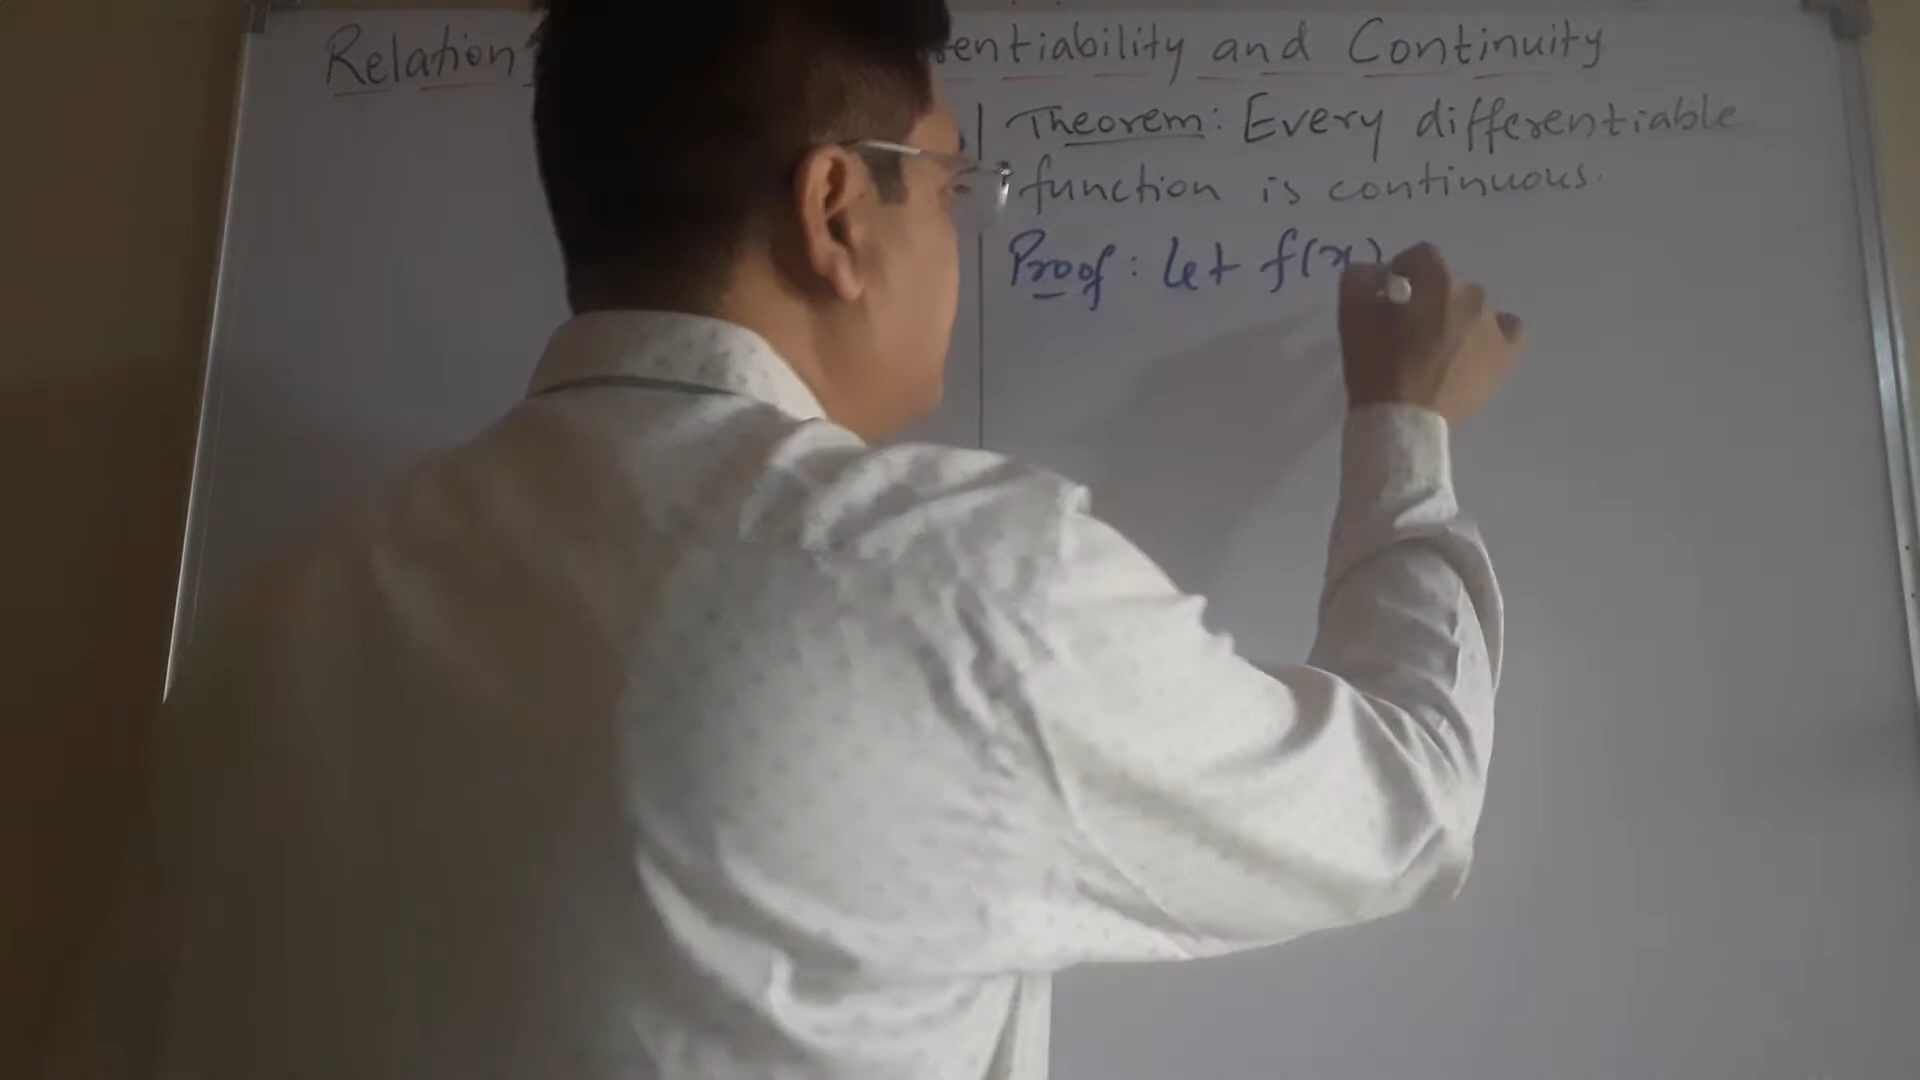 Relation entiability and Continuity
Theorem: Every differentiable
function is continuous.
Proof: Let f(x)